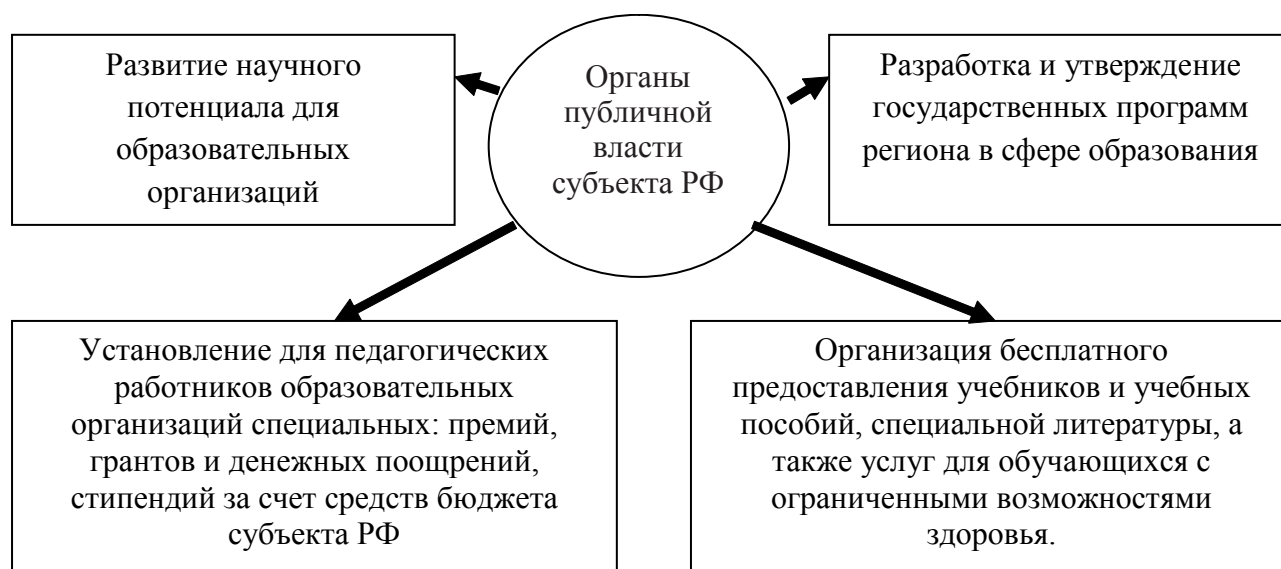 Развитие научного
потенциала для
образовательных
организаций
Органы
публичной
власти
субъекта РФ
Разработка и утверждение
государственных программ
региона в сфере образования
Установление для педагогических
работников образовательных
организаций специальных: премий,
грантов и денежных поощрений,
стипендий за счет средств бюджета
субъекта РФ
Организация бесплатного
предоставления учебников и учебных
пособий, специальной литературы, а
также услуг для обучающихся с
ограниченными возможностями
здоровья.